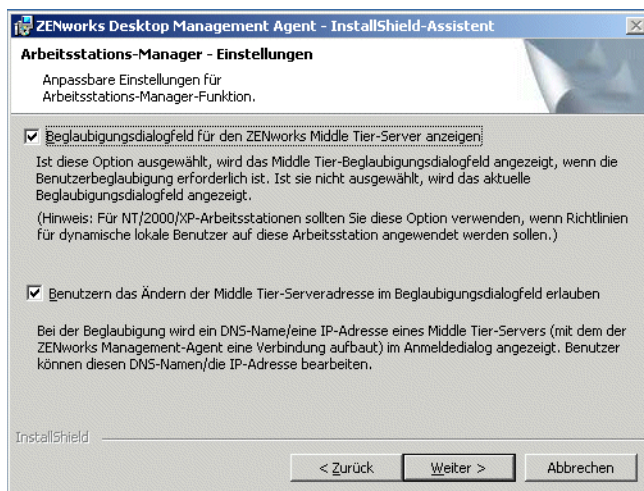 ZENworks Desktop Management Agent - InstallShield-Assistent
Arbeitsstations-Manager - Einstellungen
Anpassbare Einstellungen für
Arbeitsstations-Manager-Funktion.
Beglaubigungsdialogfeld für den ZENworks Middle Tier-Server anzeigen
Ist diese Option ausgewählt, wird das Middle Tier-Beglaubigungsdialogfeld angezeigt, wenn die
Benutzerbeglaubigung erforderlich ist. Ist sie nicht ausgewählt, wird das aktuelle
Beglaubigungsdialogfeld angezeigt.
(Hinweis: Für NT/2000/XP-Arbeitsstationen sollten Sie diese Option verwenden, wenn Richtlinien
für dynamische lokale Benutzer auf diese Arbeitsstation angewendet werden sollen.)
Benutzern das Ändern der Middle Tier-Serveradresse im Beglaubigungsdialogfeld erlauben
Bei der Beglaubigung wird ein DNS-Name/eine IP-Adresse eines Middle Tier-Servers (mit dem der
ZENworks Management-Agent eine Verbindung aufbaut) im Anmeldedialog angezeigt. Benutzer
können diesen DNS-Namen/die IP-Adresse bearbeiten.
InstallShield
< Zurück Weiter > Abbrechen